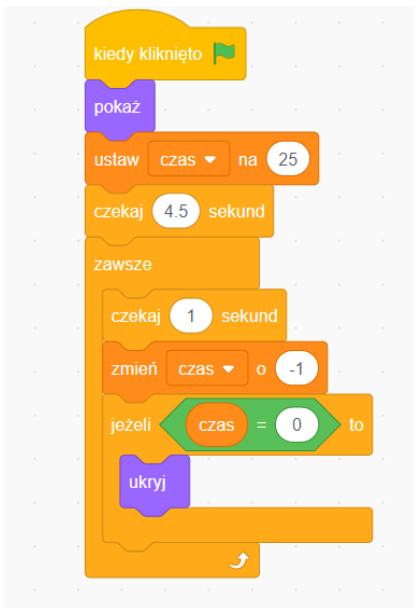 kiedy kliknięto
pokaż
ustaw czas na 25
czekaj 4.5 sekund
zawsze
czekaj 1 sekund
zmień czas o -1
jeżeli czas = 0 to
ukryj